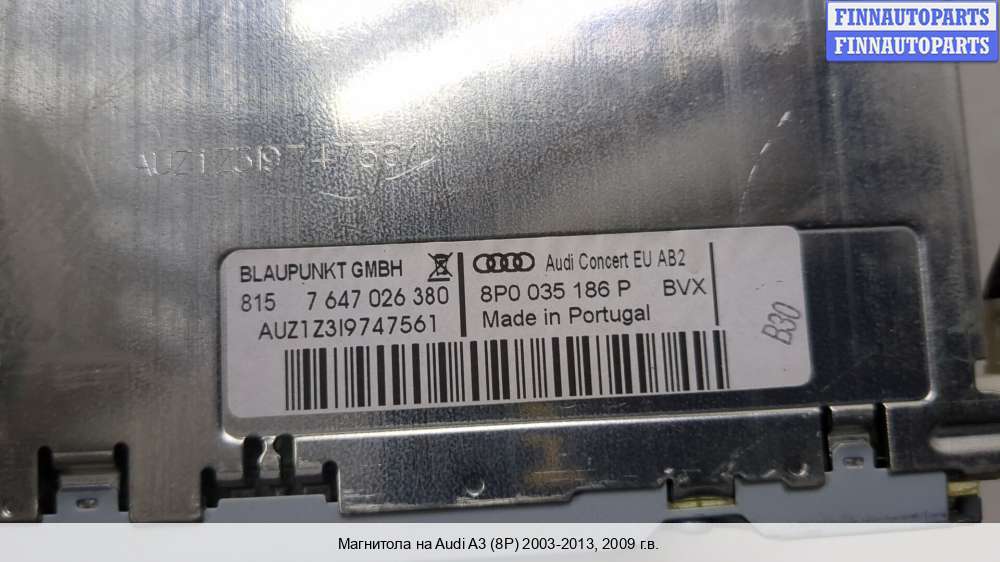 FINNAUTOPARTS
FINNAUTOPARTS
AUZ1Z3I9747561
BLAUPUNKT GMBH
Audi Concert EU AB2
815 7 647 026 380
8P0 035 186 P BVX
AUZ1Z3I9747561
Made in Portugal
B30
Магнитола на Audi A3 (8P) 2003-2013, 2009 г.в.